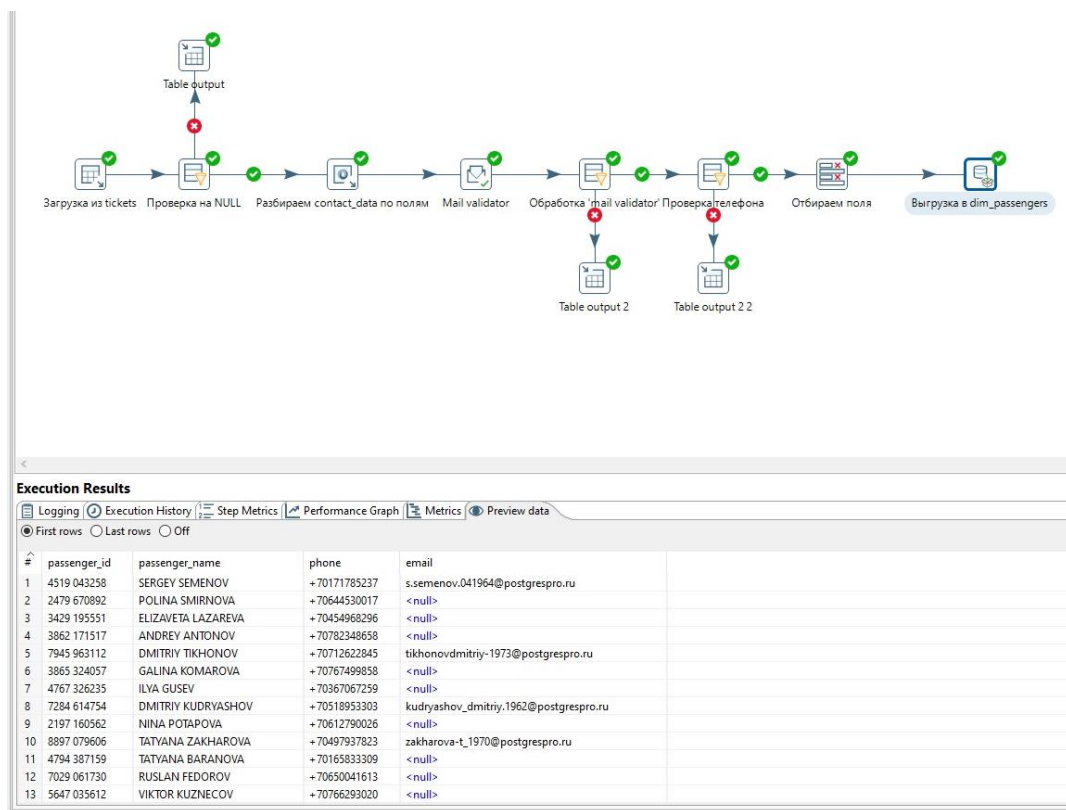 Table output
Загрузка из tickets Проверка на NULL Разбираем contact_data по полям Mail validator Обработка 'mail validator' Проверка телефона Отбираем поля Выгрузка в dim_passengers
Table output 2 Table output 2 2
Execution Results
Logging Execution History Step Metrics Performance Graph Metrics Preview data
First rows Last rows Off
# passenger_id passenger_name phone email
1 4519 043258 SERGEY SEMENOV +70171785237 s.semenov.041964@postgrespro.ru
2 2479 670892 POLINA SMIRNOVA +70644530017 <null>
3 3429 195551 ELIZAVETA LAZAREVA +70454968296 <null>
4 3862 171517 ANDREY ANTONOV +70782348658 <null>
5 7945 963112 DMITRIY TIKHONOV +70712622845 tikhonovdmitriy-1973@postgrespro.ru
6 3865 324057 GALINA KOMAROVA +70767499858 <null>
7 4767 326235 ILYA GUSEV +70367067259 <null>
8 7284 614754 DMITRIY KUDRYASHOV +70518953303 kudryashov_dmitriy.1962@postgrespro.ru
9 2197 160562 NINA POTAPOVA +70612790026 <null>
10 8897 079606 TATYANA ZAKHAROVA +70497937823 zakharova-t_1970@postgrespro.ru
11 4794 387159 TATYANA BARANOVA +70165833309 <null>
12 7029 061730 RUSLAN FEDOROV +70650041613 <null>
13 5647 035612 VIKTOR KUZNECOV +70766293020 <null>